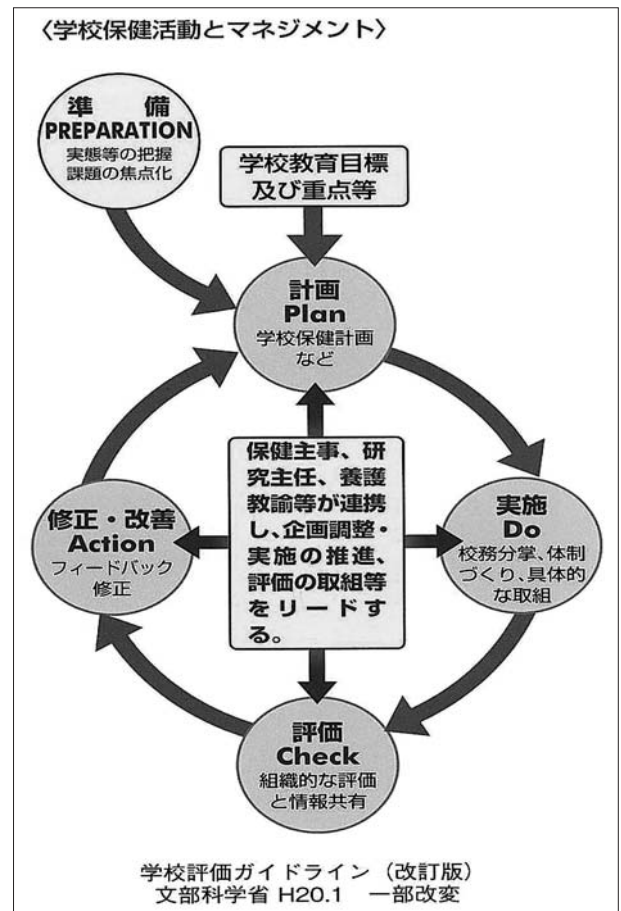 〈学校保健活動とマネジメント〉
準　備
PREPARATION
実態等の把握
課題の焦点化
学校教育目標
及び重点等
計画
Plan
学校保健計画
など
保健主事、研
究主任、養護
教諭等が連携
し、企画調整・
実施の推進、
評価の取組等
をリードす
る。
修正・改善
Action
フィードバック
修正
実施
Do
校務分掌、体制
づくり、具体的
な取組
評価
Check
組織的な評価
と情報共有
学校評価ガイドライン（改訂版）
文部科学省 H20.1　一部改変